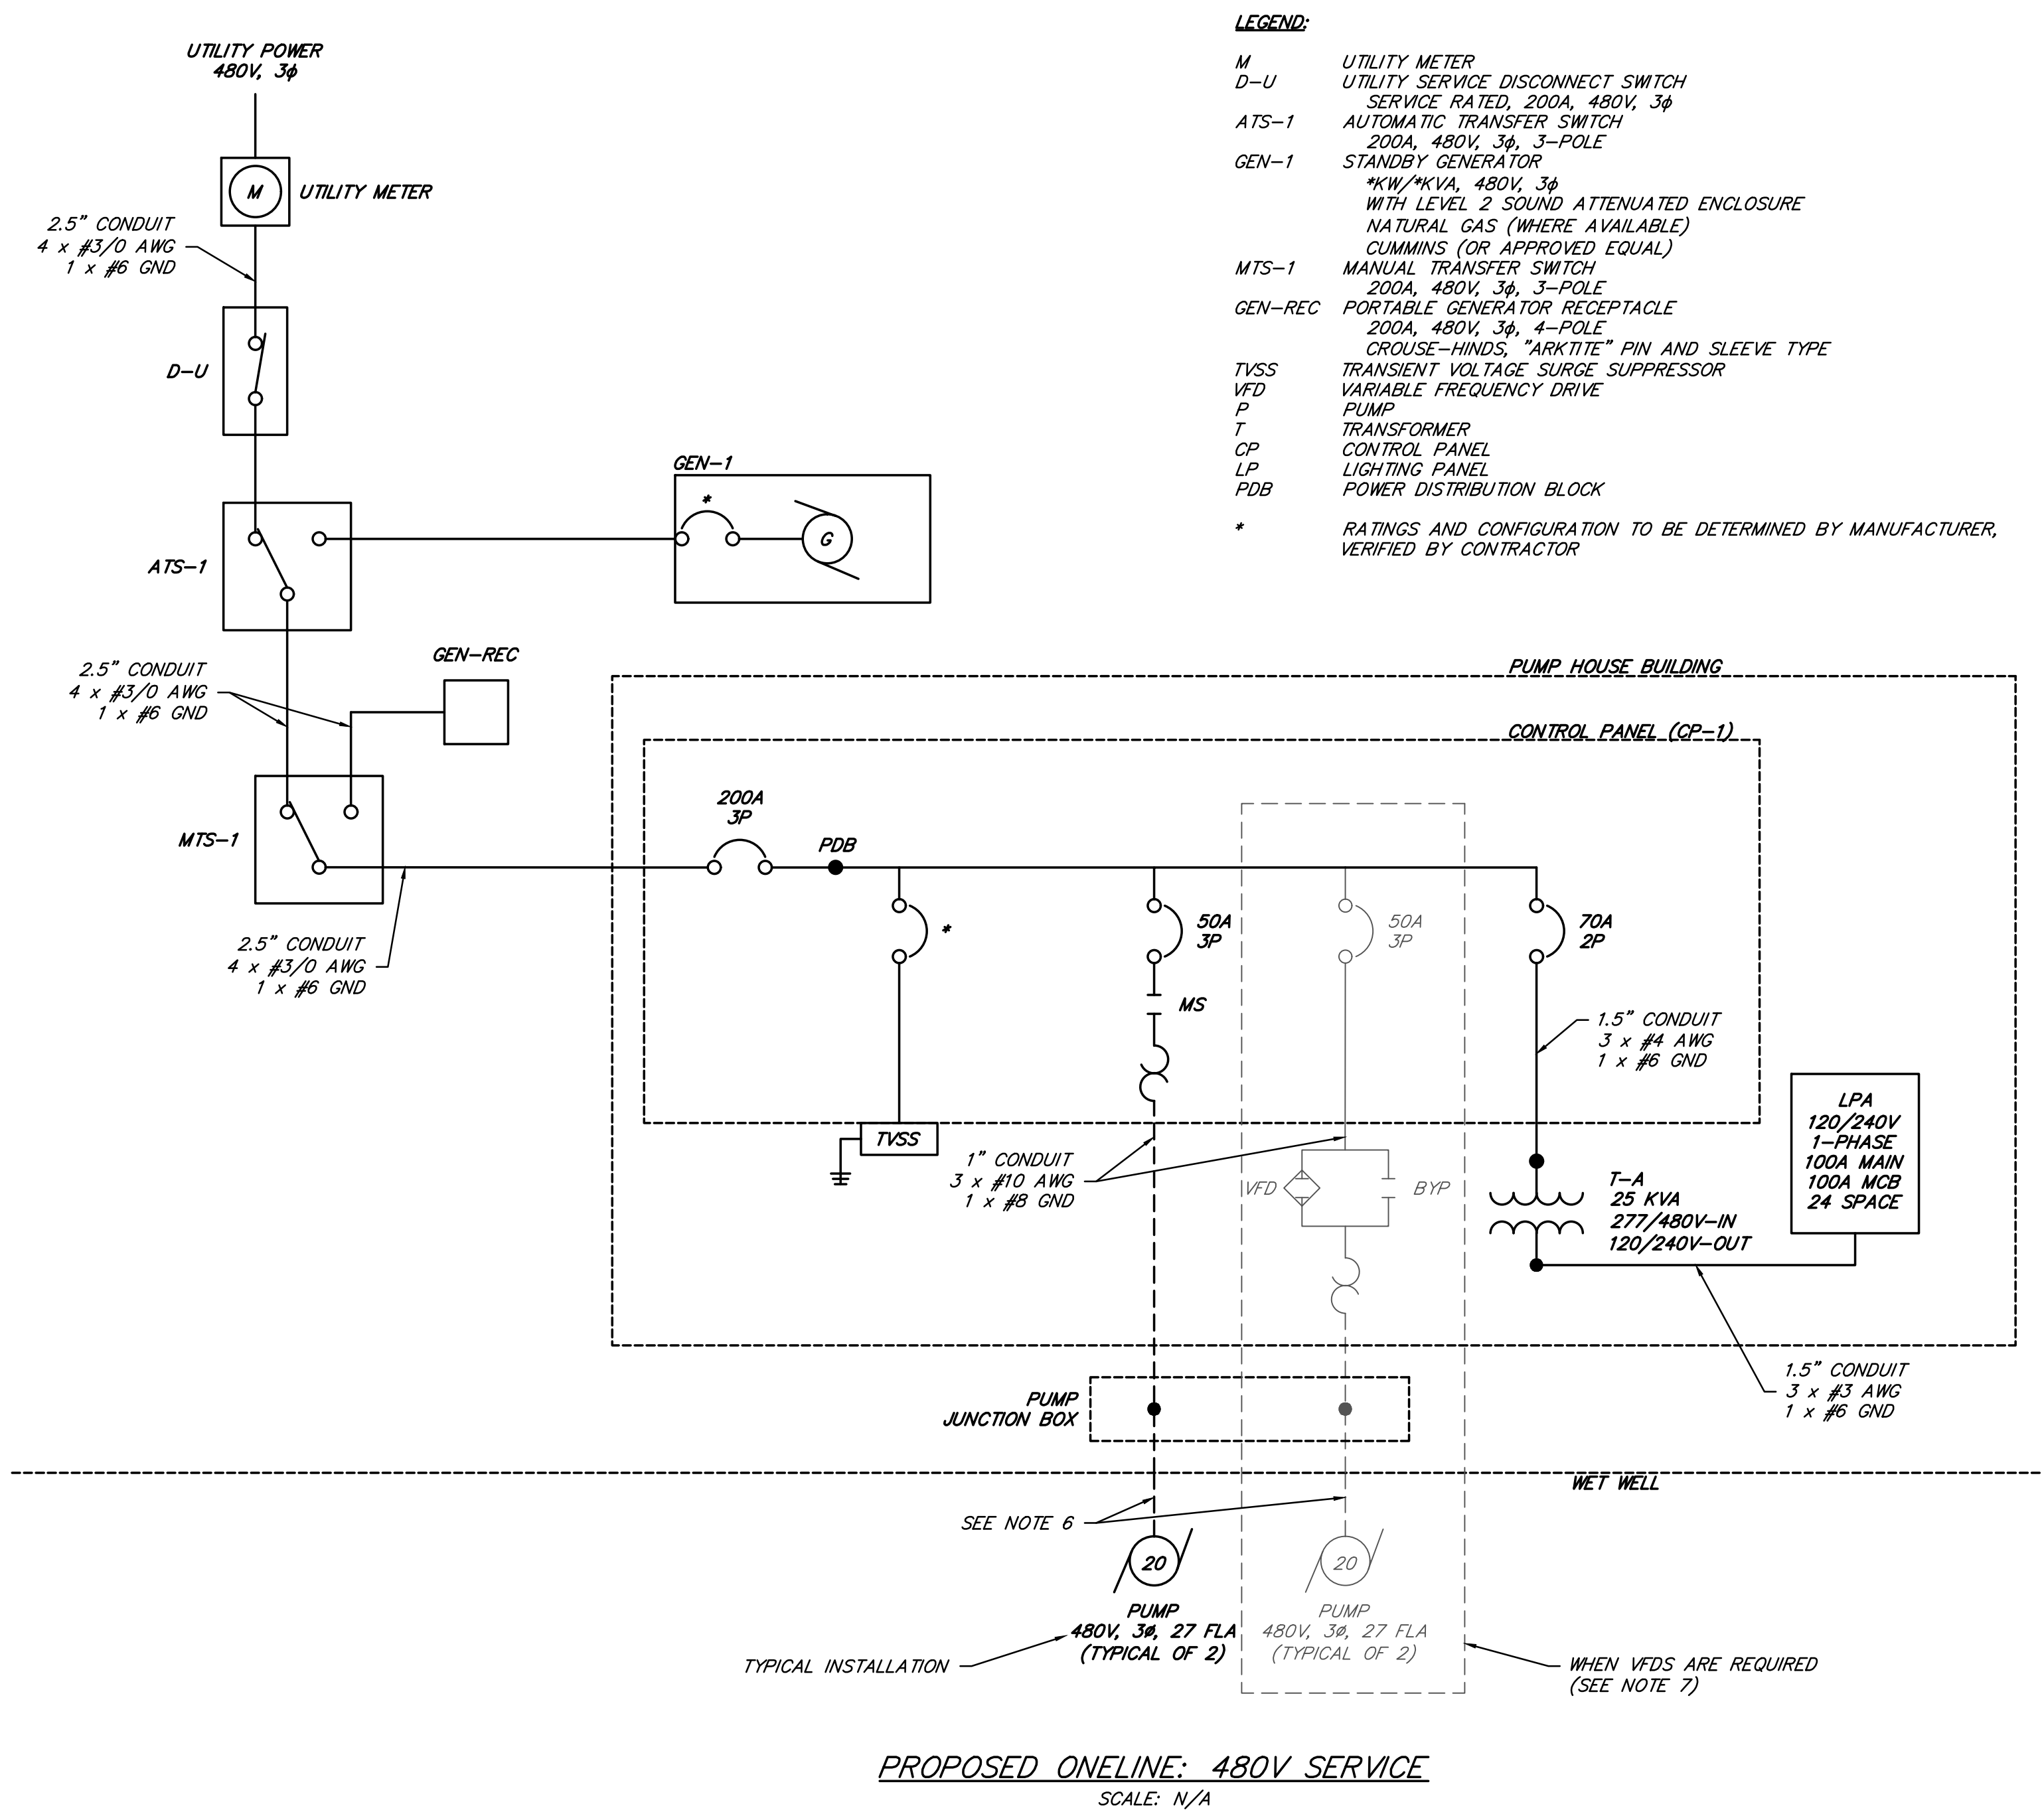 LEGEND:
M UTILITY METER
D-U UTILITY SERVICE DISCONNECT SWITCH
SERVICE RATED, 200A, 480V, 3ϕ
ATS-1 AUTOMATIC TRANSFER SWITCH
200A, 480V, 3ϕ, 3-POLE
GEN-1 STANDBY GENERATOR
*KW/*KVA, 480V, 3ϕ
WITH LEVEL 2 SOUND ATTENUATED ENCLOSURE
NATURAL GAS (WHERE AVAILABLE)
CUMMINS (OR APPROVED EQUAL)
MTS-1 MANUAL TRANSFER SWITCH
200A, 480V, 3ϕ, 3-POLE
GEN-REC PORTABLE GENERATOR RECEPTACLE
200A, 480V, 3ϕ, 4-POLE
CROUSE-HINDS, "ARKTITE" PIN AND SLEEVE TYPE
TVSS TRANSIENT VOLTAGE SURGE SUPPRESSOR
VFD VARIABLE FREQUENCY DRIVE
P PUMP
T TRANSFORMER
CP CONTROL PANEL
LP LIGHTING PANEL
PDB POWER DISTRIBUTION BLOCK
* RATINGS AND CONFIGURATION TO BE DETERMINED BY MANUFACTURER,
VERIFIED BY CONTRACTOR
UTILITY POWER
480V, 3ϕ
M
UTILITY METER
2.5" CONDUIT
4 x #3/0 AWG
1 x #6 GND
D-U
ATS-1
GEN-1
*
G
2.5" CONDUIT
4 x #3/0 AWG
1 x #6 GND
GEN-REC
MTS-1
2.5" CONDUIT
4 x #3/0 AWG
1 x #6 GND
PUMP HOUSE BUILDING
CONTROL PANEL (CP-1)
200A
3P
PDB
*
50A
3P
50A
3P
70A
2P
MS
1.5" CONDUIT
3 x #4 AWG
1 x #6 GND
LPA
120/240V
1-PHASE
100A MAIN
100A MCB
24 SPACE
TVSS
1" CONDUIT
3 x #10 AWG
1 x #8 GND
VFD
BYP
T-A
25 KVA
277/480V-IN
120/240V-OUT
1.5" CONDUIT
3 x #3 AWG
1 x #6 GND
PUMP
JUNCTION BOX
WET WELL
SEE NOTE 6
20
20
PUMP
480V, 3ø, 27 FLA
(TYPICAL OF 2)
PUMP
480V, 3ø, 27 FLA
(TYPICAL OF 2)
TYPICAL INSTALLATION
WHEN VFDS ARE REQUIRED
(SEE NOTE 7)
PROPOSED ONELINE: 480V SERVICE
SCALE: N/A